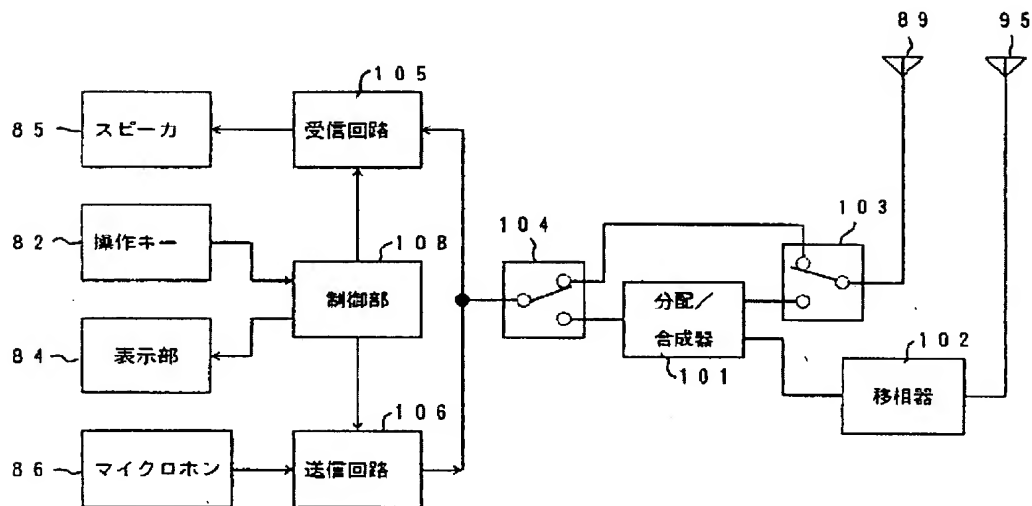 ８９
９５
１０５
８５
スピーカ
受信回路
８２
操作キー
１０８
制御部
１０４
１０３
分配／
合成器
１０１
１０２
移相器
８４
表示部
１０６
８６
マイクロホン
送信回路